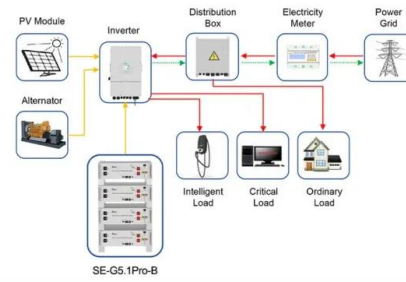 PV Module
Inverter
Distribution
Box
Electricity
Meter
Power
Grid
Alternator
Intelligent
Load
Critical
Load
Ordinary
Load
SE-G5.1Pro-B